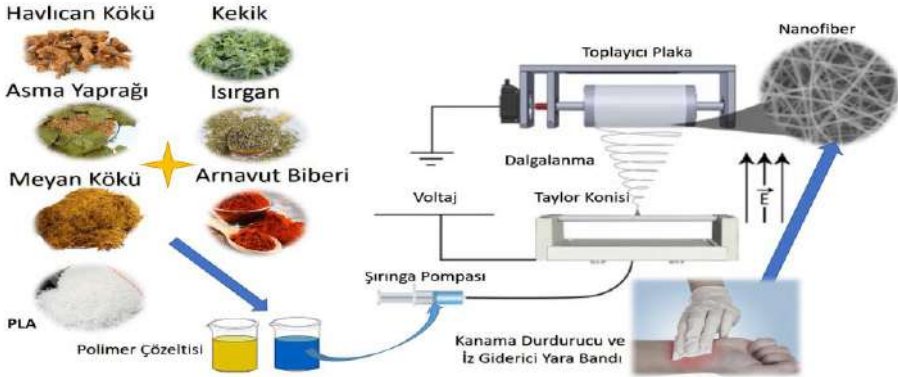 Havlıcan Kökü
Kekik
Asma Yaprağı
Isırgan
Meyan Kökü
Arnavut Biberi
PLA
Polimer Çözeltisi
Şırınga Pompası
Voltaj
Toplayıcı Plaka
Dalgalanma
Taylor Konisi
E
Nanofiber
Kanama Durdurucu ve
İz Giderici Yara Bandı